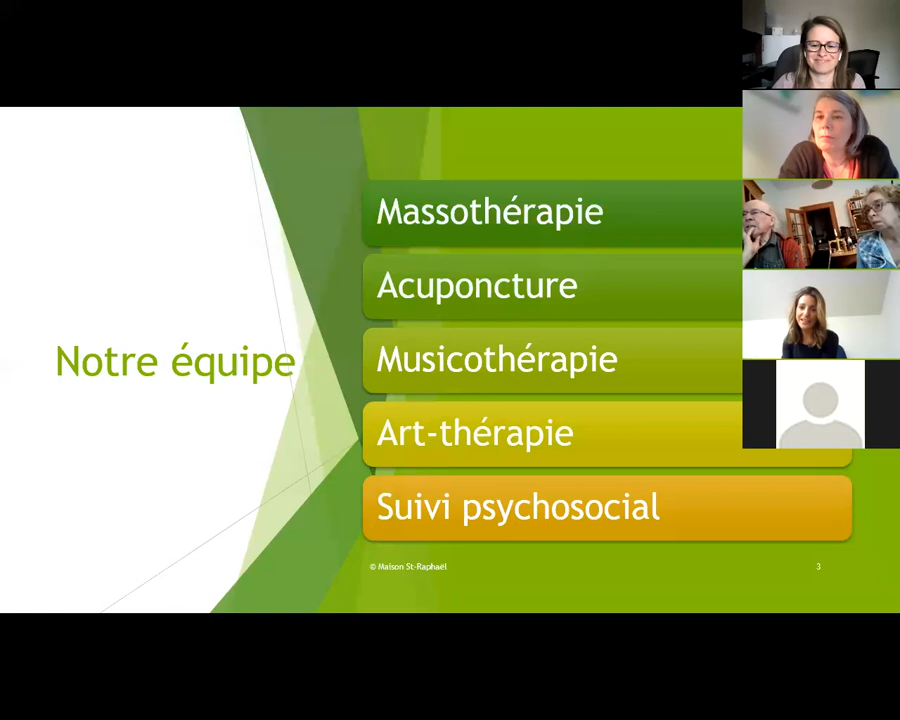 Notre équipe
Massothérapie
Acuponcture
Musicothérapie
Art-thérapie
Suivi psychosocial
© Maison St-Raphaël
3